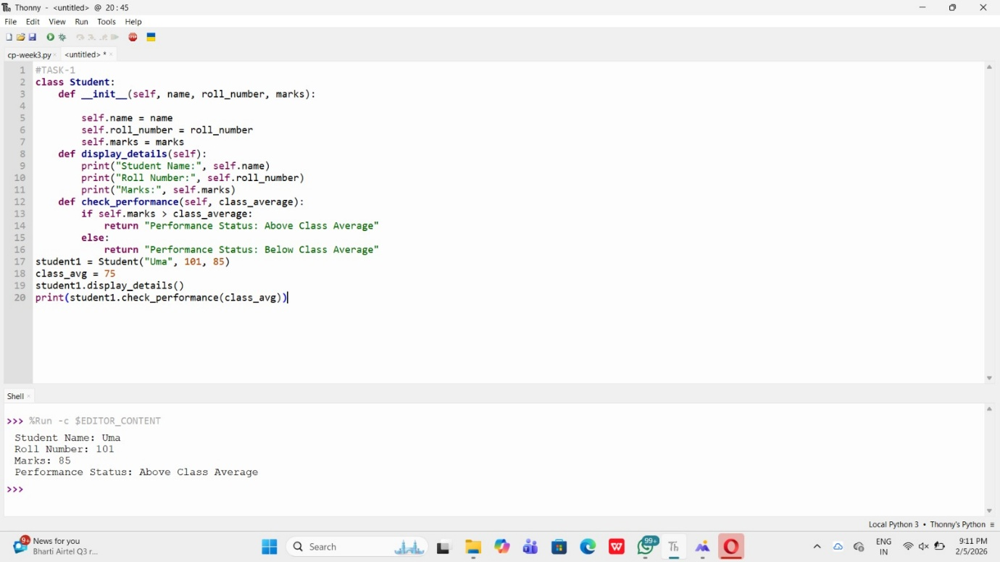 Thonny - <untitled> @ 20:45
File Edit View Run Tools Help
STOP
cp-week3.py × <untitled> * ×
1 #TASK-1
2 class Student:
3     def __init__(self, name, roll_number, marks):
4
5         self.name = name
6         self.roll_number = roll_number
7         self.marks = marks
8     def display_details(self):
9         print("Student Name:", self.name)
10         print("Roll Number:", self.roll_number)
11         print("Marks:", self.marks)
12     def check_performance(self, class_average):
13         if self.marks > class_average:
14             return "Performance Status: Above Class Average"
15         else:
16             return "Performance Status: Below Class Average"
17 student1 = Student("Uma", 101, 85)
18 class_avg = 75
19 student1.display_details()
20 print(student1.check_performance(class_avg))
Shell ×
>>> %Run -c $EDITOR_CONTENT
Student Name: Uma
Roll Number: 101
Marks: 85
Performance Status: Above Class Average
>>>
Local Python 3 • Thonny's Python ≡
9+ News for you
Bharti Airtel Q3 r...
Search
99+
Th
ENG
IN
9:11 PM
2/5/2026